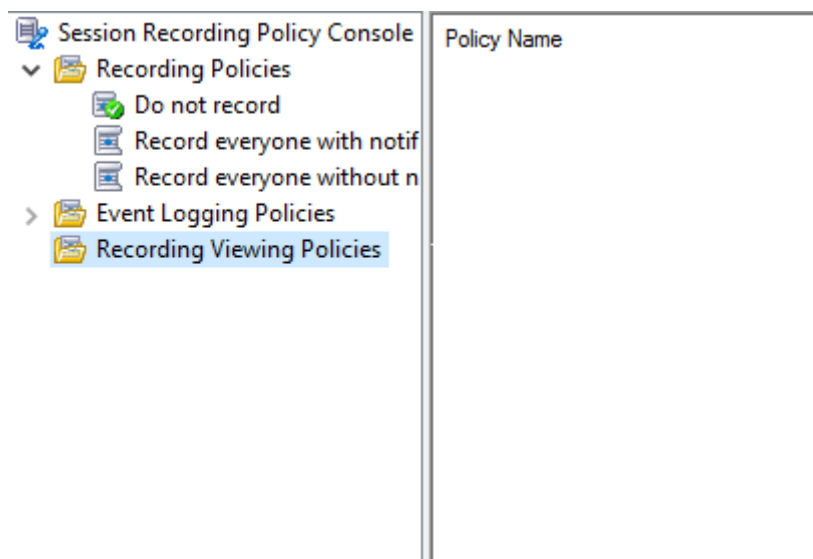 Session Recording Policy Console
Recording Policies
Do not record
Record everyone with notif
Record everyone without n
Event Logging Policies
Recording Viewing Policies
Policy Name